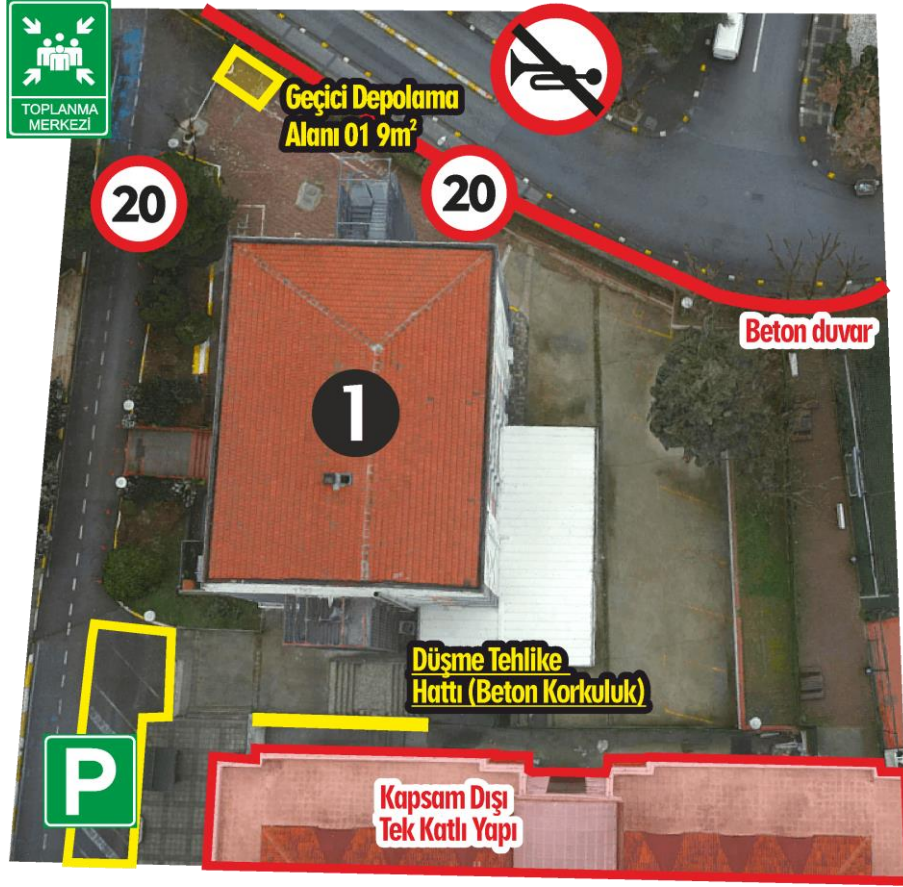 TOPLANMA
MERKEZİ
Geçici Depolama
Alanı 01 9m²
20
20
Beton duvar
1
Düşme Tehlike
Hattı (Beton Korkuluk)
P
Kapsam Dışı
Tek Katlı Yapı